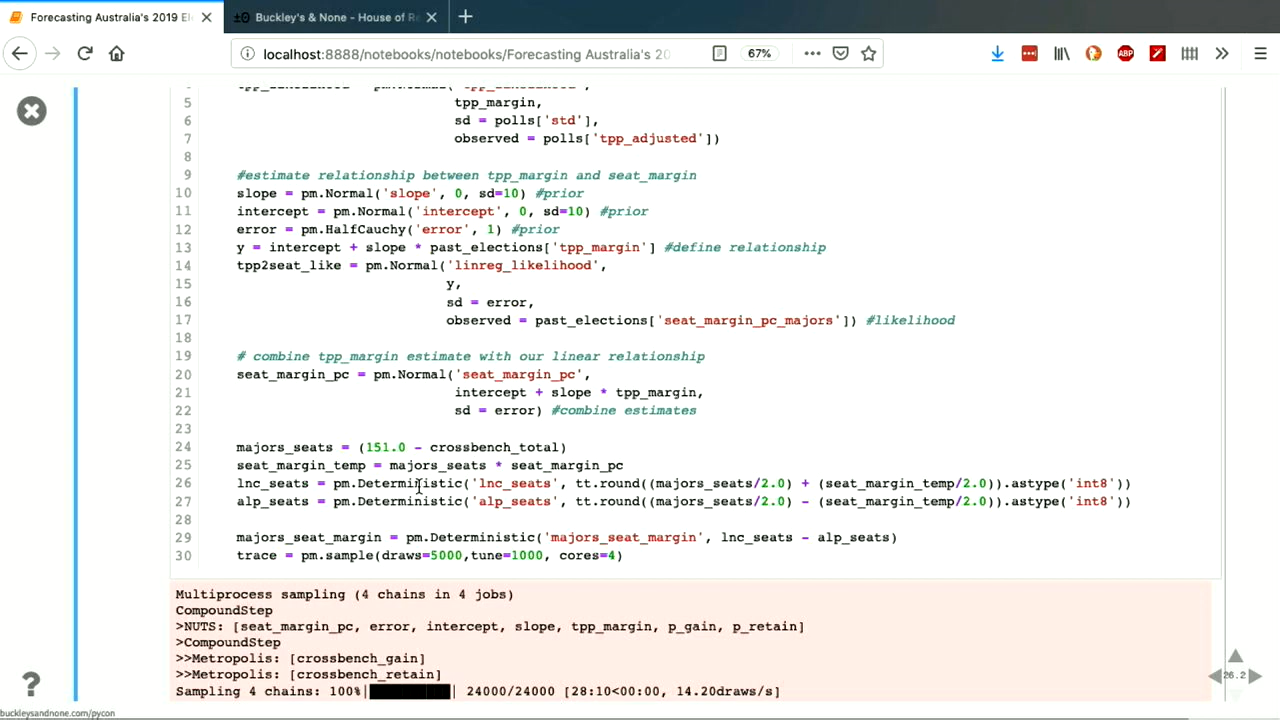 Forecasting Australia's 2019 El
Buckley's & None - House of Re
localhost:8888/notebooks/notebooks/Forecasting Australia's 20
67%
ABP
5 tpp_margin,
6 sd = polls['std'],
7 observed = polls['tpp_adjusted'])
8
9 #estimate relationship between tpp_margin and seat_margin
10 slope = pm.Normal('slope', 0, sd=10) #prior
11 intercept = pm.Normal('intercept', 0, sd=10) #prior
12 error = pm.HalfCauchy('error', 1) #prior
13 y = intercept + slope * past_elections['tpp_margin'] #define relationship
14 tpp2seat_like = pm.Normal('linreg_likelihood',
15 y,
16 sd = error,
17 observed = past_elections['seat_margin_pc_majors']) #likelihood
18
19 # combine tpp_margin estimate with our linear relationship
20 seat_margin_pc = pm.Normal('seat_margin_pc',
21 intercept + slope * tpp_margin,
22 sd = error) #combine estimates
23
24 majors_seats = (151.0 - crossbench_total)
25 seat_margin_temp = majors_seats * seat_margin_pc
26 lnc_seats = pm.Deterministic('lnc_seats', tt.round((majors_seats/2.0) + (seat_margin_temp/2.0)).astype('int8'))
27 alp_seats = pm.Deterministic('alp_seats', tt.round((majors_seats/2.0) - (seat_margin_temp/2.0)).astype('int8'))
28
29 majors_seat_margin = pm.Deterministic('majors_seat_margin', lnc_seats - alp_seats)
30 trace = pm.sample(draws=5000,tune=1000, cores=4)
Multiprocess sampling (4 chains in 4 jobs)
CompoundStep
>NUTS: [seat_margin_pc, error, intercept, slope, tpp_margin, p_gain, p_retain]
>CompoundStep
>>Metropolis: [crossbench_gain]
>>Metropolis: [crossbench_retain]
Sampling 4 chains: 100%|██████████| 24000/24000 [28:10<00:00, 14.20draws/s]
26.2
buckleysandnone.com/pycon